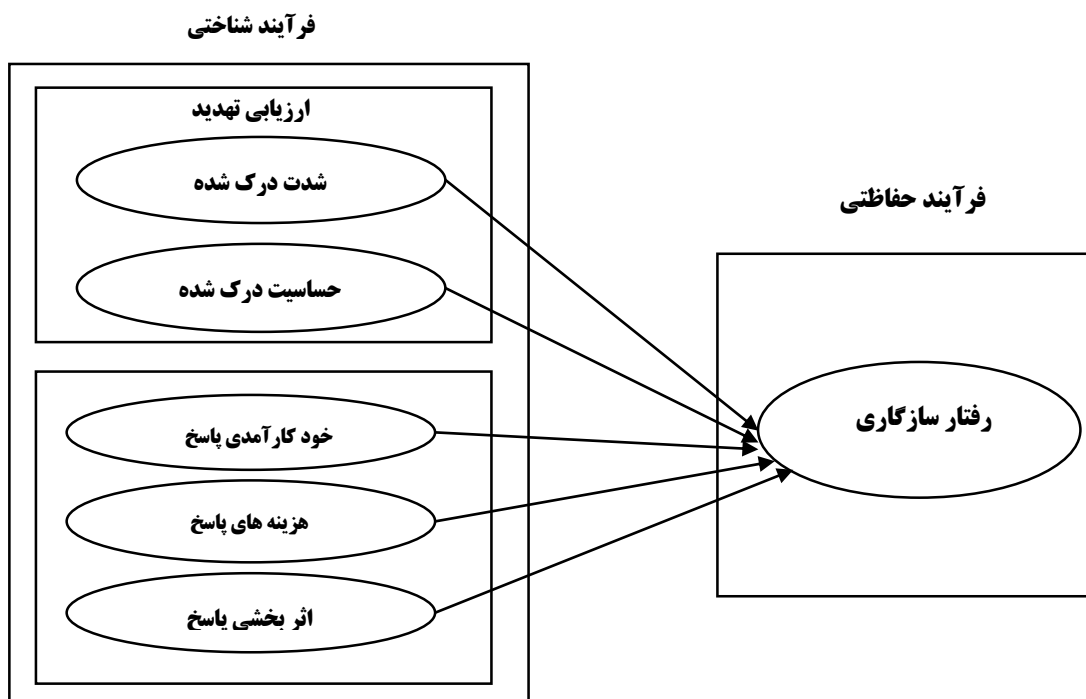 فرآیند شناختی
ارزیابی تهدید
شدت درک شده
حساسیت درک شده
خود کارآمدی پاسخ
هزینه های پاسخ
اثر بخشی پاسخ
فرآیند حفاظتی
رفتار سازگاری